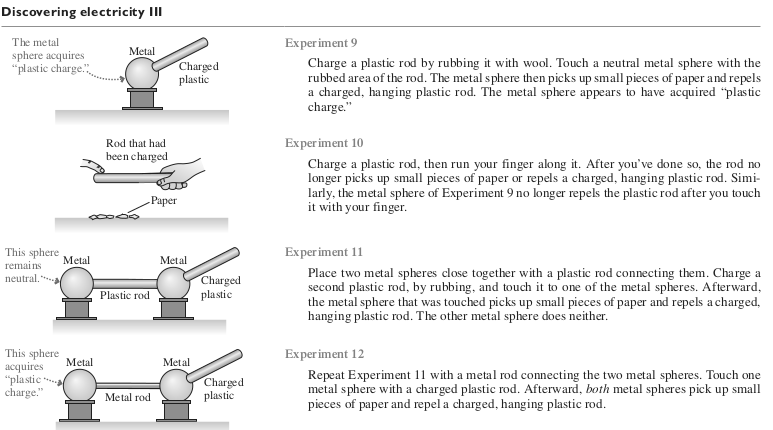 Discovering electricity III
The metal
sphere acquires
“plastic charge.”
Metal
Charged
plastic
Experiment 9
Charge a plastic rod by rubbing it with wool. Touch a neutral metal sphere with the
rubbed area of the rod. The metal sphere then picks up small pieces of paper and repels
a charged, hanging plastic rod. The metal sphere appears to have acquired “plastic
charge.”
Rod that had
been charged
Paper
Experiment 10
Charge a plastic rod, then run your finger along it. After you’ve done so, the rod no
longer picks up small pieces of paper or repels a charged, hanging plastic rod. Simi-
larly, the metal sphere of Experiment 9 no longer repels the plastic rod after you touch
it with your finger.
This sphere
remains
neutral.
Metal
Metal
Plastic rod
Charged
plastic
Experiment 11
Place two metal spheres close together with a plastic rod connecting them. Charge a
second plastic rod, by rubbing, and touch it to one of the metal spheres. Afterward,
the metal sphere that was touched picks up small pieces of paper and repels a charged,
hanging plastic rod. The other metal sphere does neither.
This sphere
acquires
“plastic
charge.”
Metal
Metal
Metal rod
Charged
plastic
Experiment 12
Repeat Experiment 11 with a metal rod connecting the two metal spheres. Touch one
metal sphere with a charged plastic rod. Afterward, both metal spheres pick up small
pieces of paper and repel a charged, hanging plastic rod.